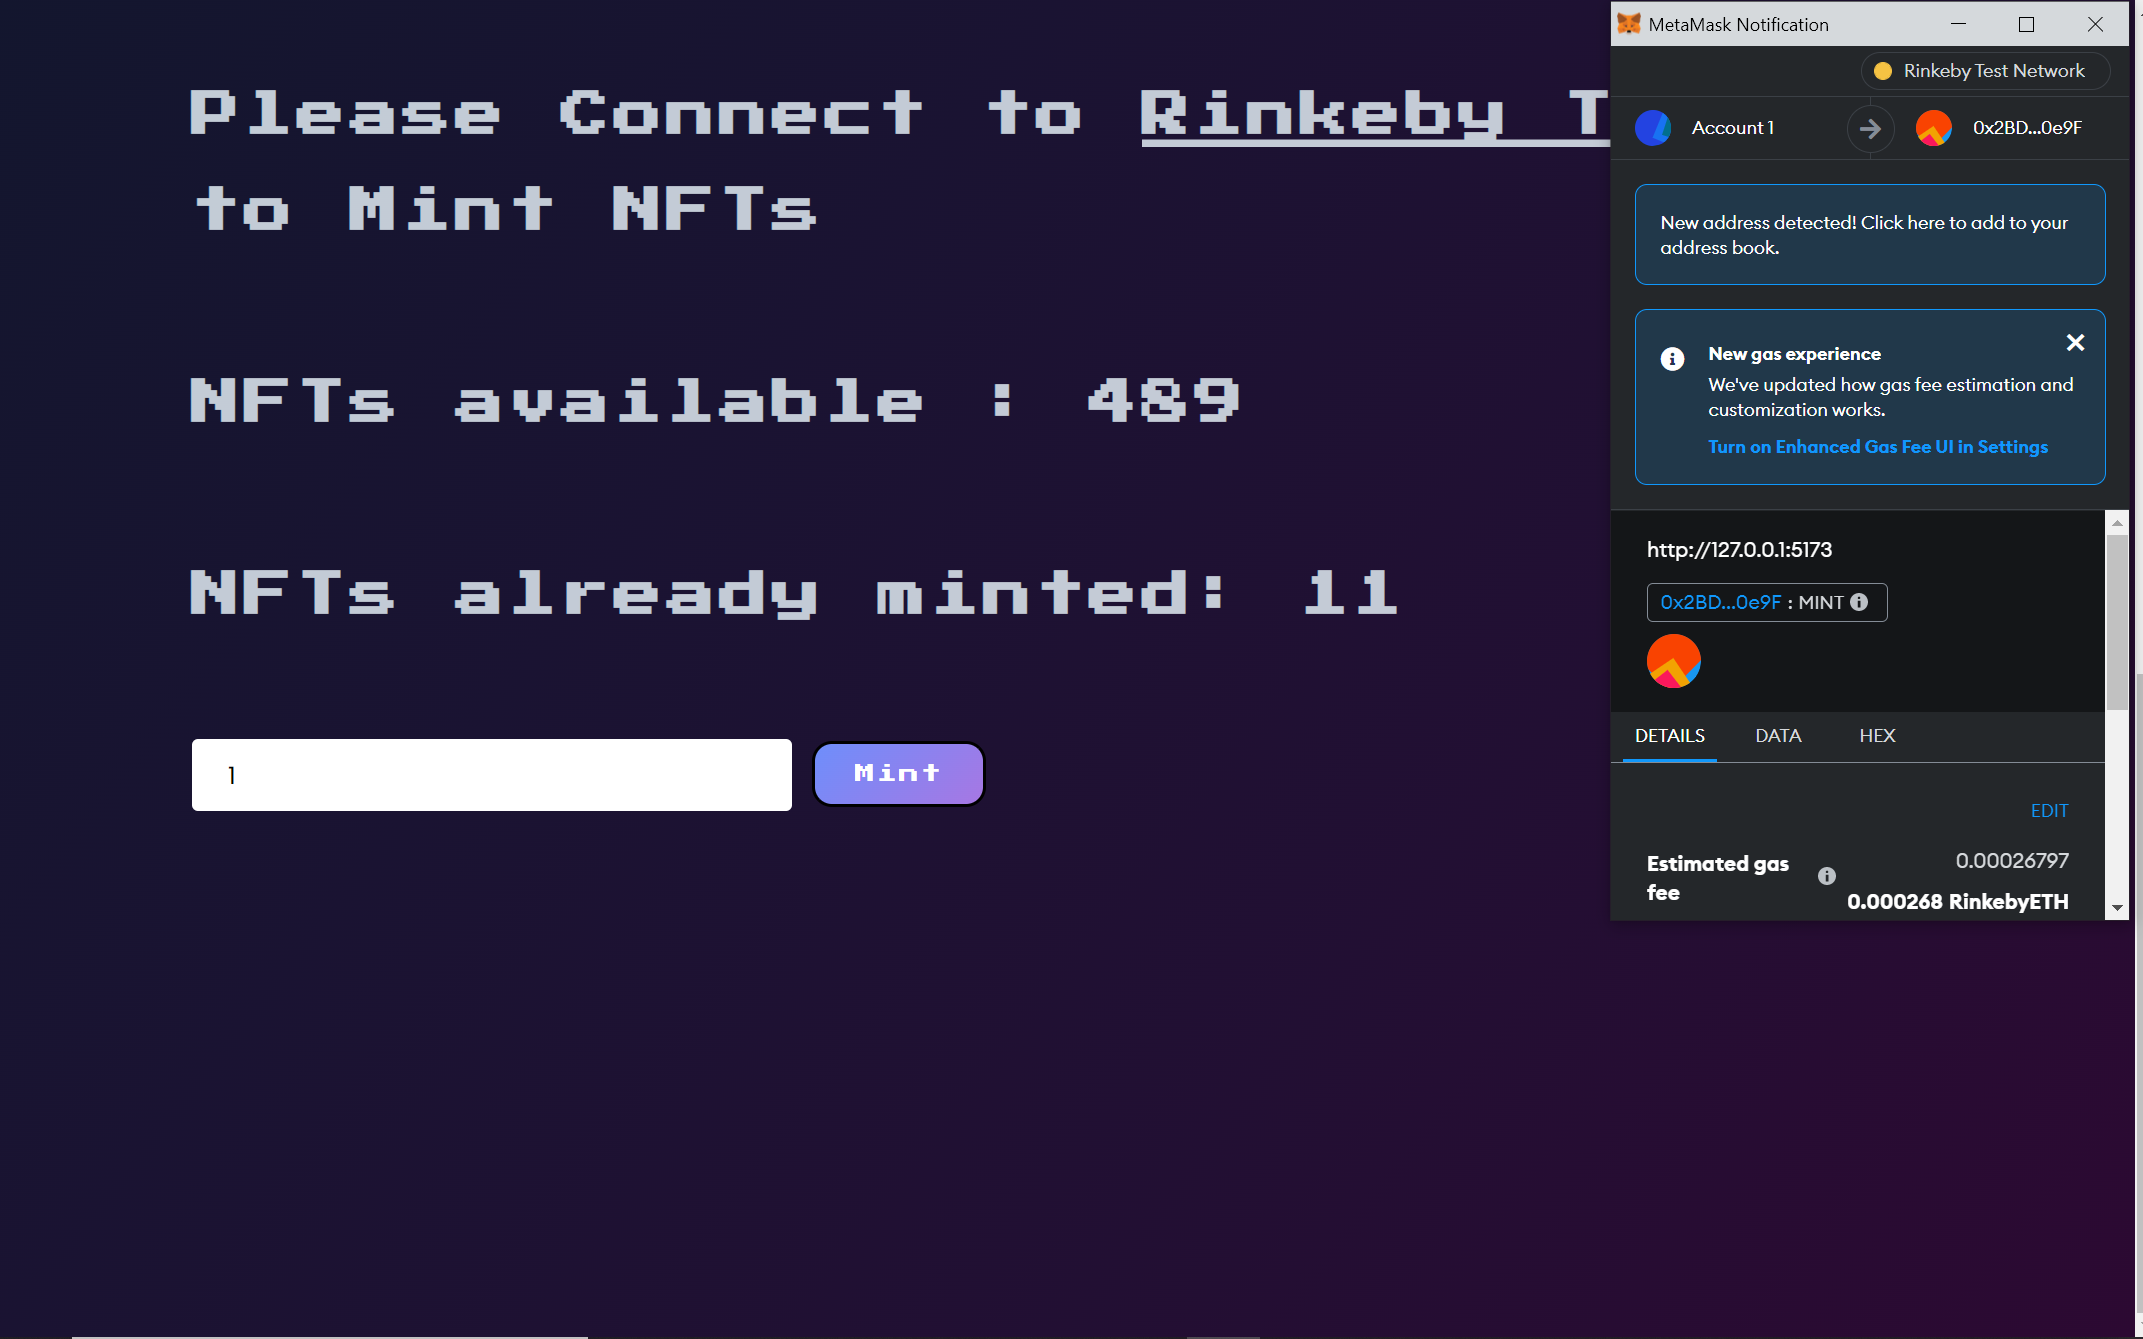 Please Connect to Rinkeby T
to Mint NFTs
NFTs available : 489
NFTs already minted: 11
1
Mint
MetaMask Notification
Rinkeby Test Network
Account 1
0x2BD...0e9F
New address detected! Click here to add to your
address book.
New gas experience
We've updated how gas fee estimation and
customization works.
Turn on Enhanced Gas Fee UI in Settings
http://127.0.0.1:5173
0x2BD...0e9F : MINT
DETAILS DATA HEX
EDIT
Estimated gas
fee
0.00026797
0.000268 RinkebyETH